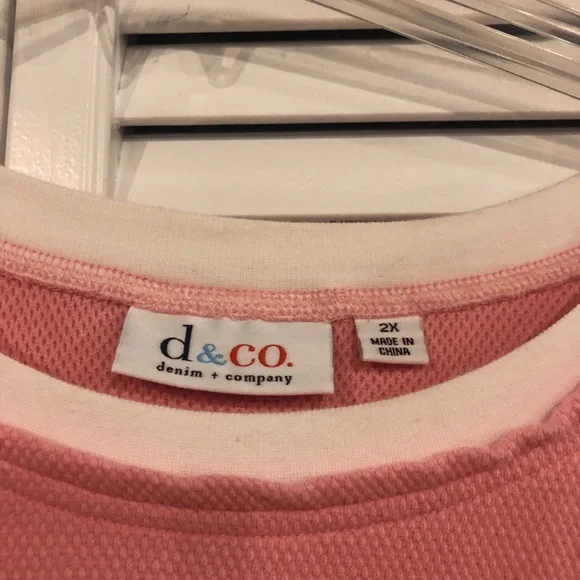 d&co.
denim + company
2X
MADE IN
CHINA